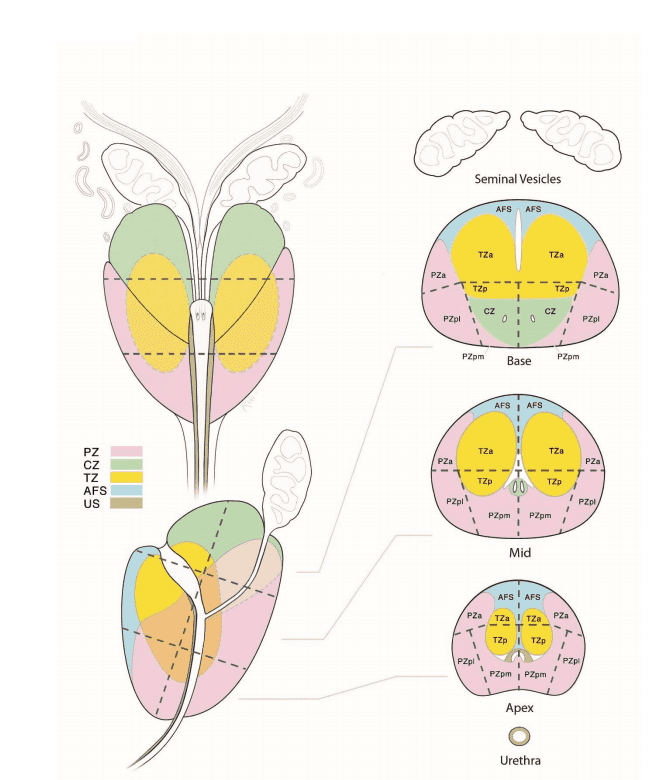 Seminal Vesicles
AFS AFS
TZa TZa
PZa PZa
TZp TZp
CZ CZ
PZpl PZpl
PZpm PZpm
Base
AFS AFS
TZa TZa
PZa PZa
TZp TZp
PZpl PZpl
PZpm PZpm
Mid
AFS AFS
PZa TZa TZa PZa
TZp TZp
PZpl PZpl
PZpm PZpm
Apex
Urethra
PZ
CZ
TZ
AFS
US